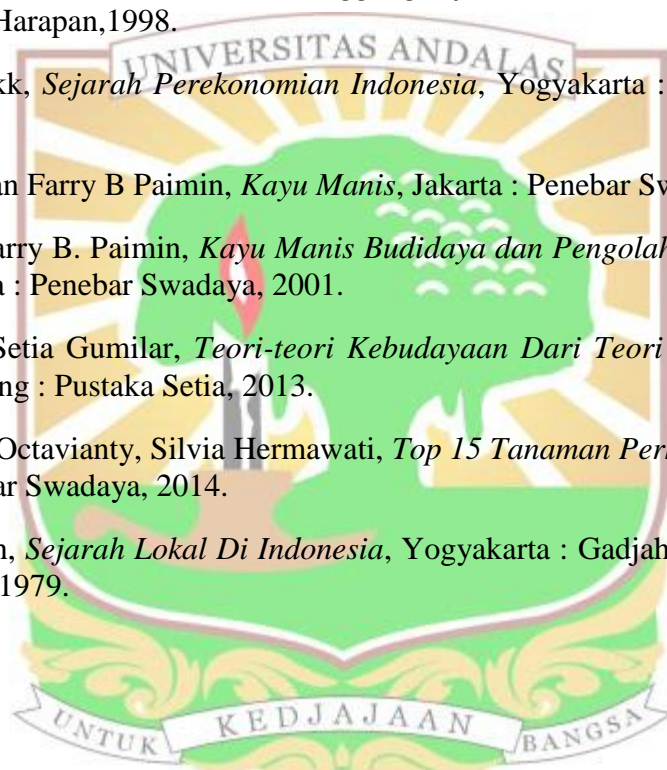 Harapan,1998.
UNIVERSITAS ANDALAS
kk, Sejarah Perekonomian Indonesia, Yogyakarta :
an Farry B Paimin, Kayu Manis, Jakarta : Penebar Sw
arry B. Paimin, Kayu Manis Budidaya dan Pengolah
a : Penebar Swadaya, 2001.
Setia Gumilar, Teori-teori Kebudayaan Dari Teori
ng : Pustaka Setia, 2013.
Octavianty, Silvia Hermawati, Top 15 Tanaman Per
ar Swadaya, 2014.
n, Sejarah Lokal Di Indonesia, Yogyakarta : Gadjah
1979.
UNTUK KEDJAJAAN BANGSA